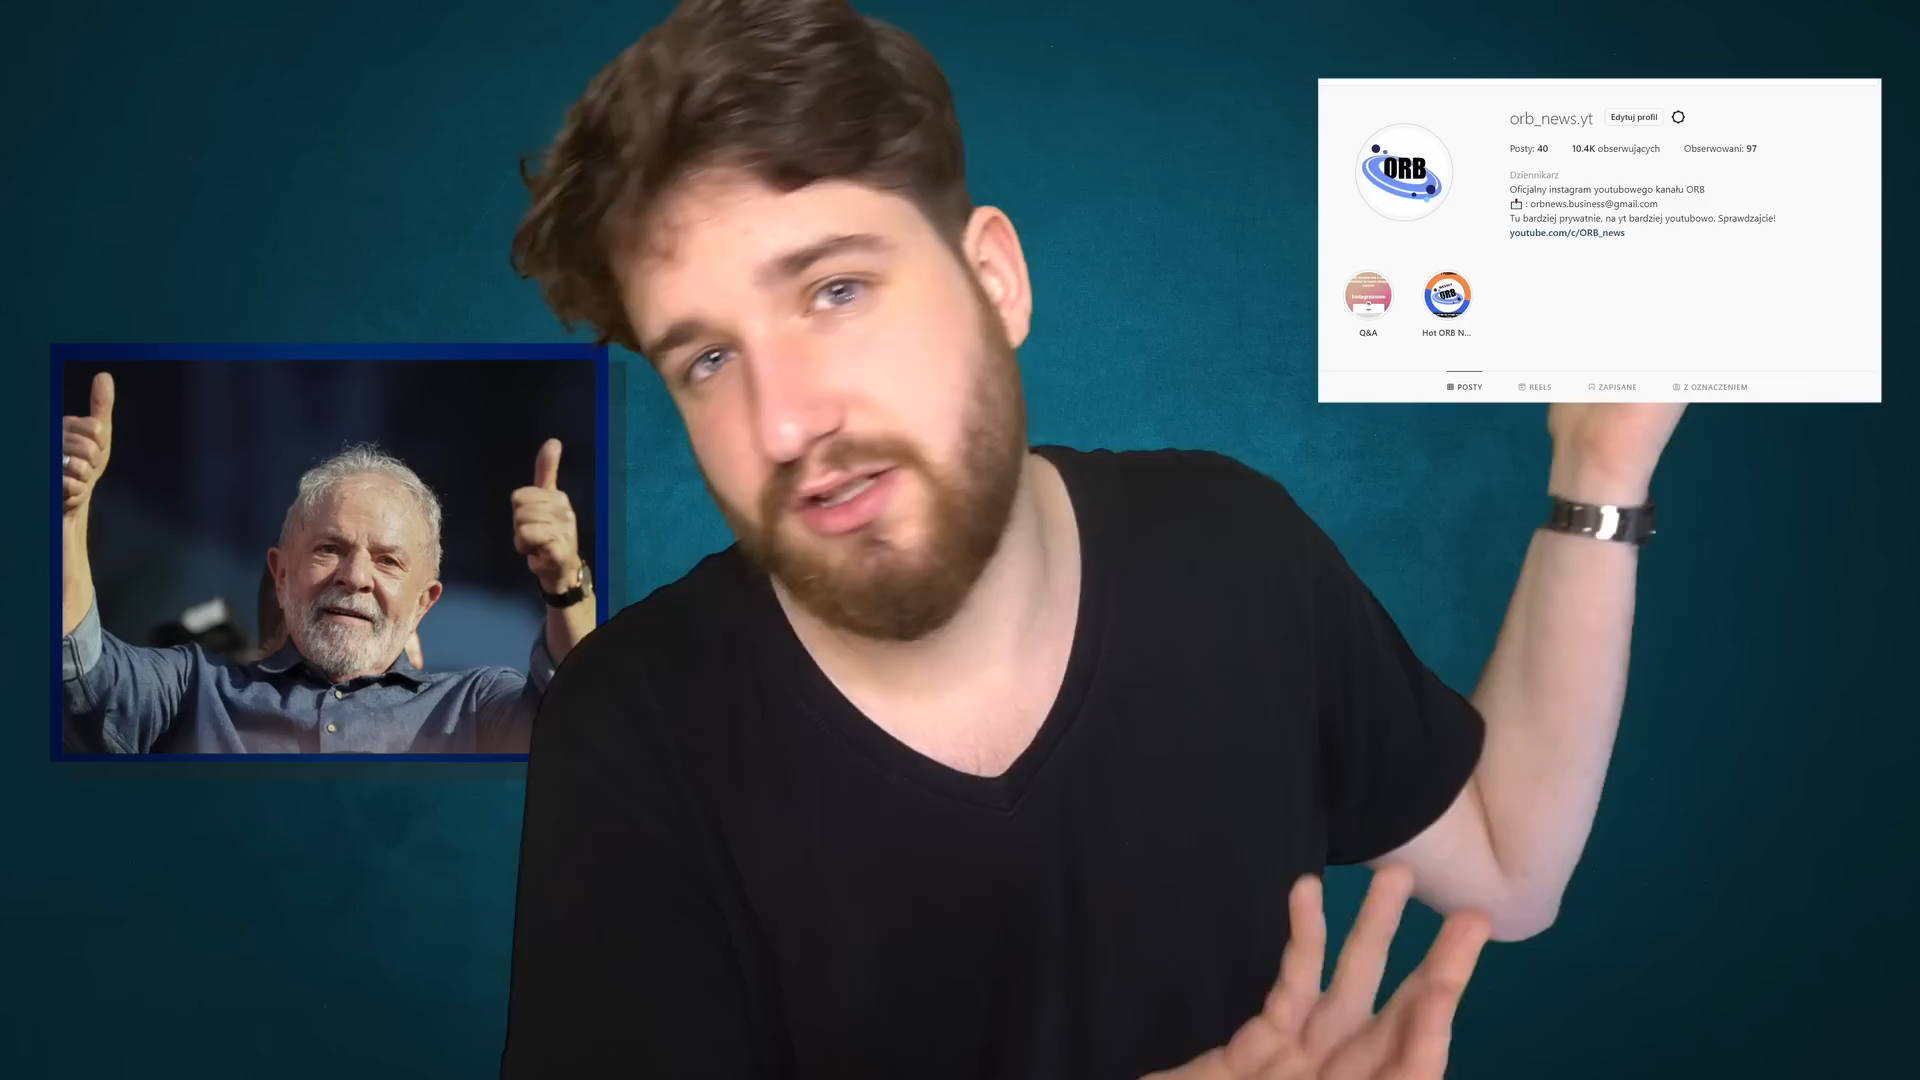 orb_news.yt Edytuj profil
Posty: 40 10.4K obserwujących Obserwowani: 97
ORB
Dziennikarz
Oficjalny instagram youtubowego kanału ORB
: orbnews.business@gmail.com
Tu bardziej prywatnie, na yt bardziej youtubowo. Sprawdzajcie!
youtube.com/c/ORB_news
ORB
Q&A Hot ORB N...
POSTY REELS ZAPISANE Z OZNACZENIEM